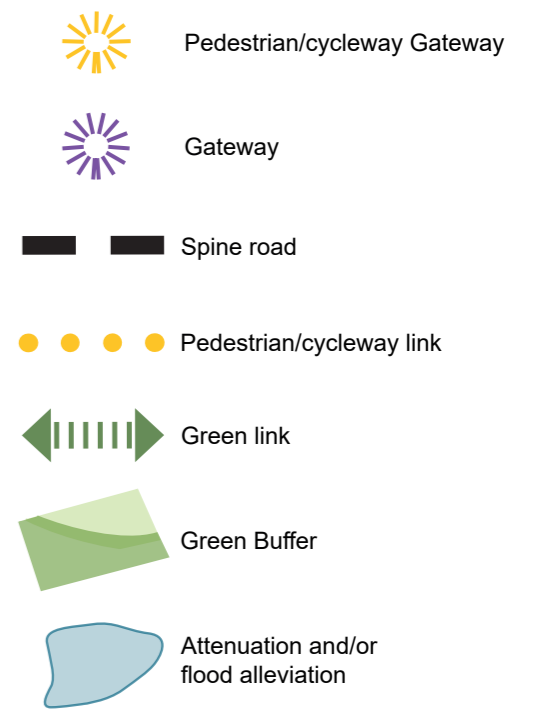 Pedestrian/cycleway Gateway
Gateway
Spine road
Pedestrian/cycleway link
Green link
Green Buffer
Attenuation and/or
flood alleviation